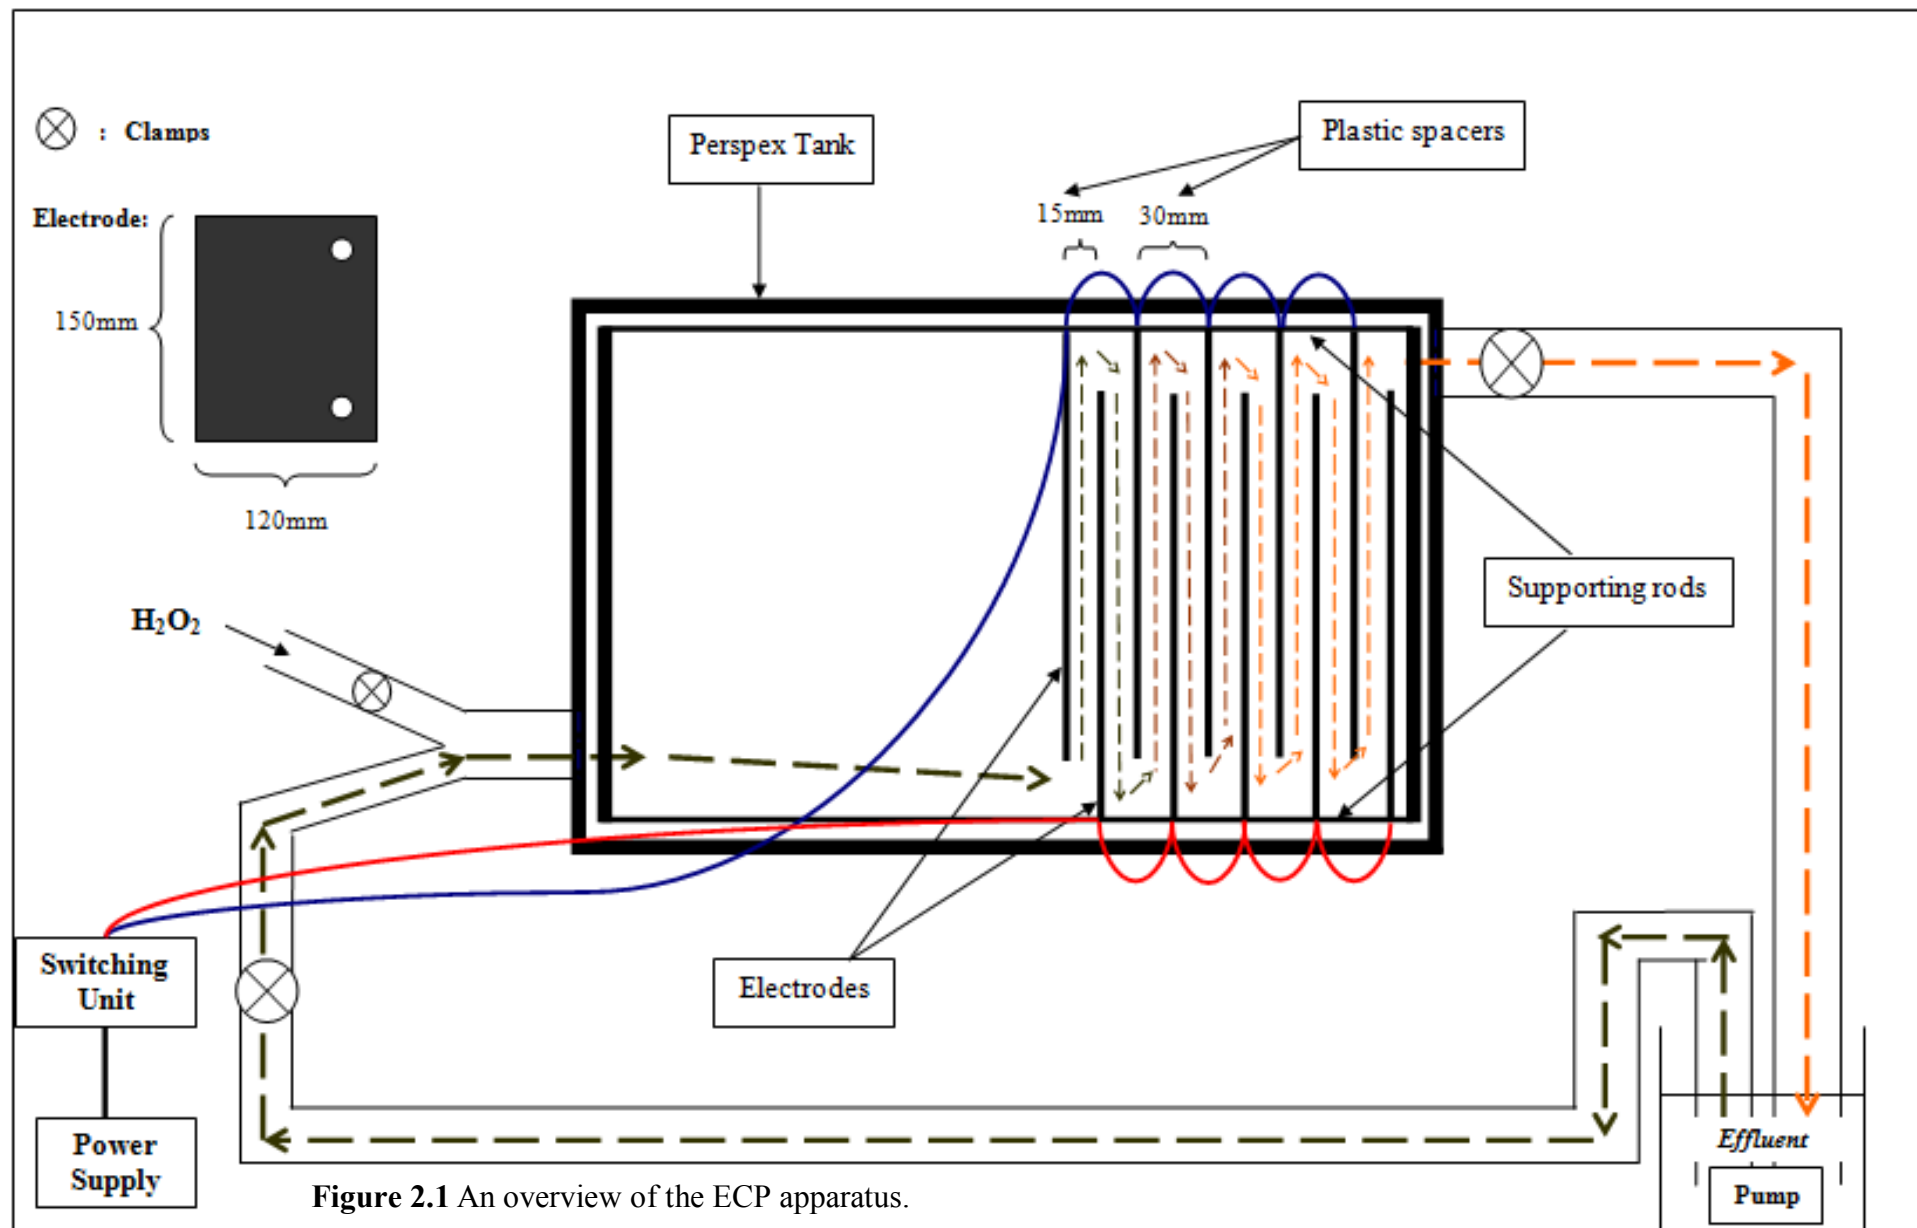 : Clamps
Perspex Tank
Plastic spacers
15mm
30mm
Electrode:
150mm
120mm
H₂O₂
Supporting rods
Electrodes
Switching
Unit
Power
Supply
Effluent
Pump
Figure 2.1 An overview of the ECP apparatus.